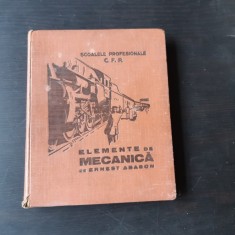 SCOALELE PROFESIONALE
C.F.R.
ELEMENTE DE
MECANICĂ
DE ERNEST ABASON